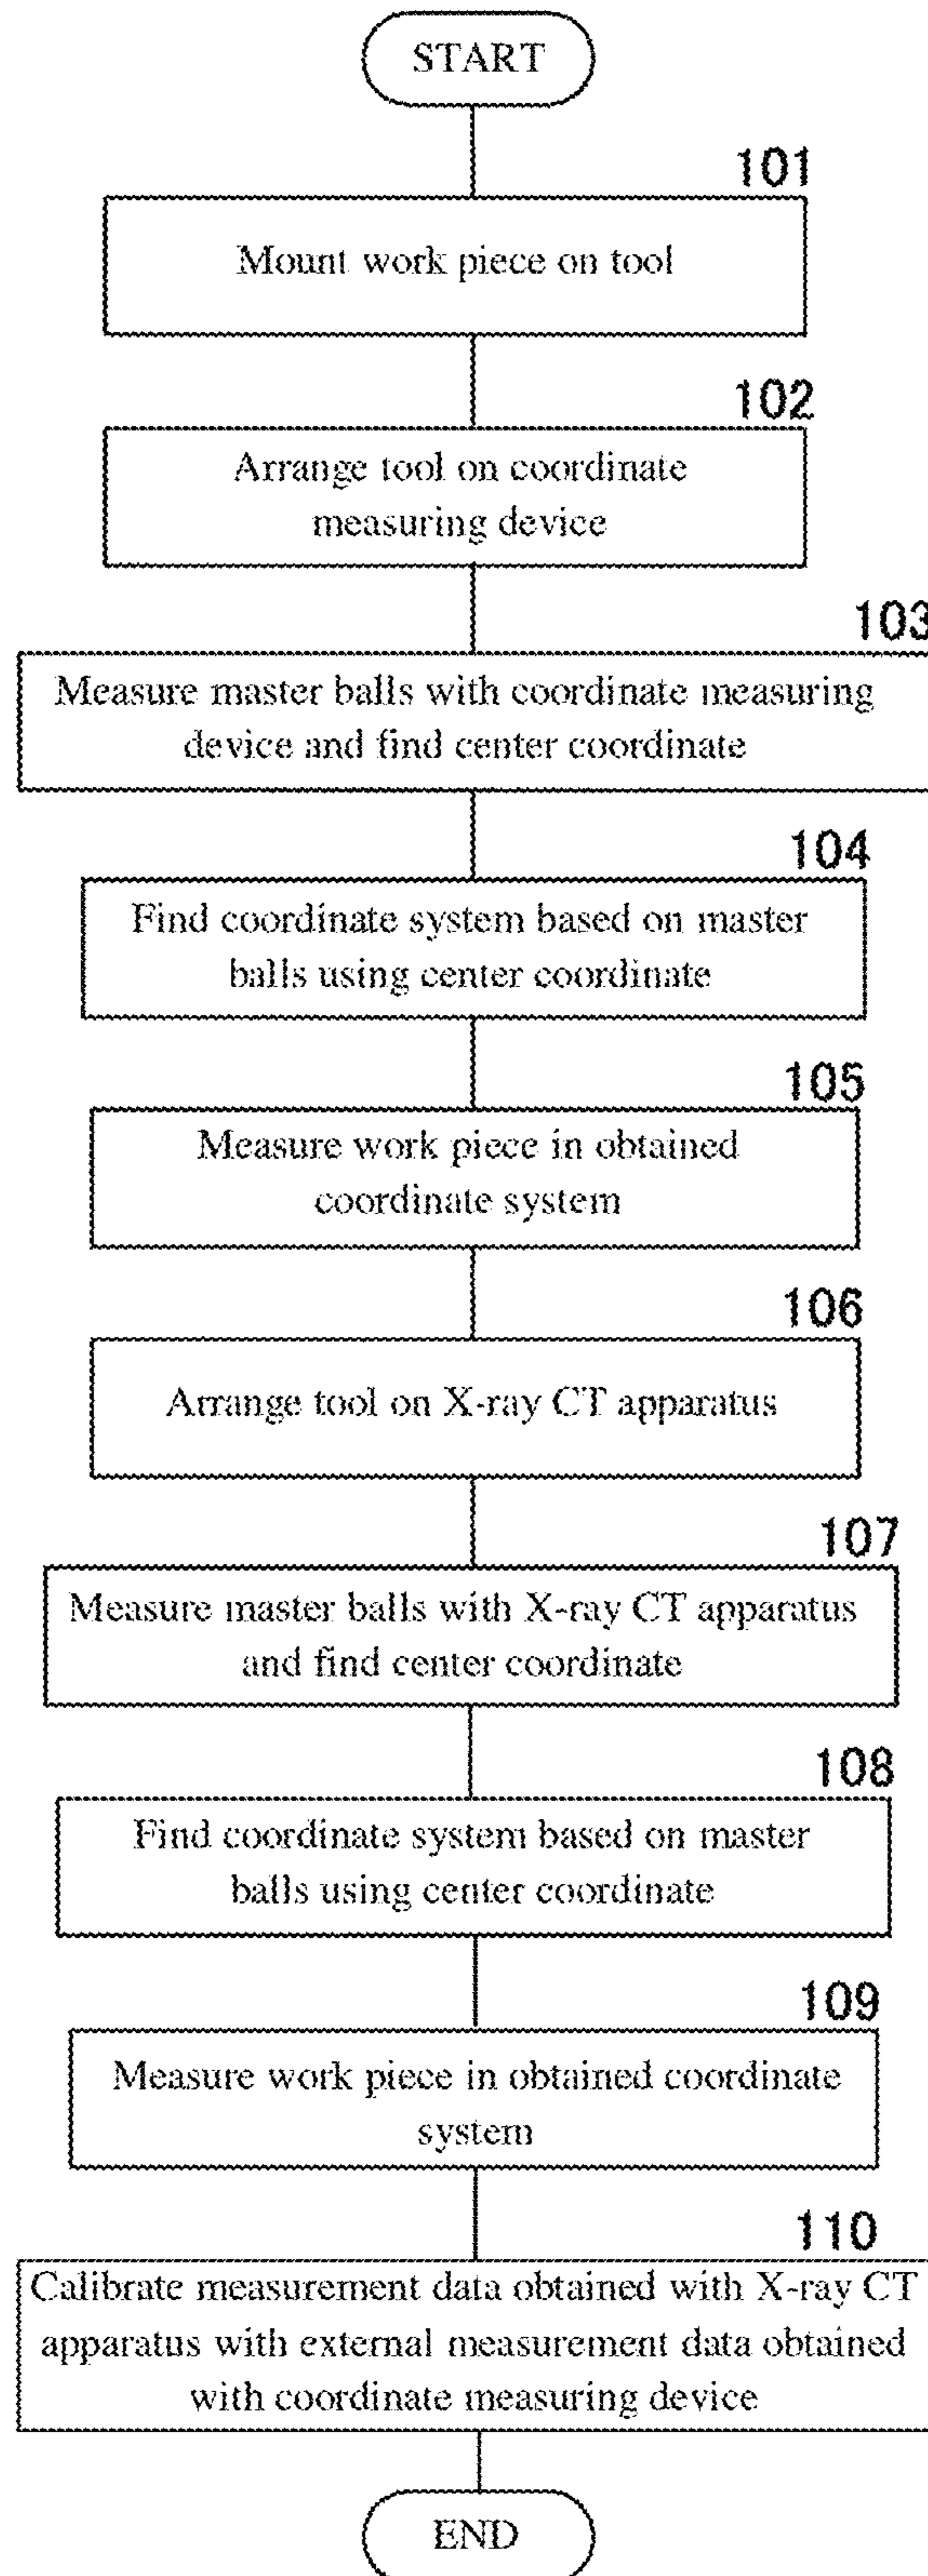 START
101
Mount work piece on tool
102
Arrange tool on coordinate
measuring device
103
Measure master balls with coordinate measuring
device and find center coordinate
104
Find coordinate system based on master
balls using center coordinate
105
Measure work piece in obtained
coordinate system
106
Arrange tool on X-ray CT apparatus
107
Measure master balls with X-ray CT apparatus
and find center coordinate
108
Find coordinate system based on master
balls using center coordinate
109
Measure work piece in obtained coordinate
system
110
Calibrate measurement data obtained with X-ray CT
apparatus with external measurement data obtained
with coordinate measuring device
END